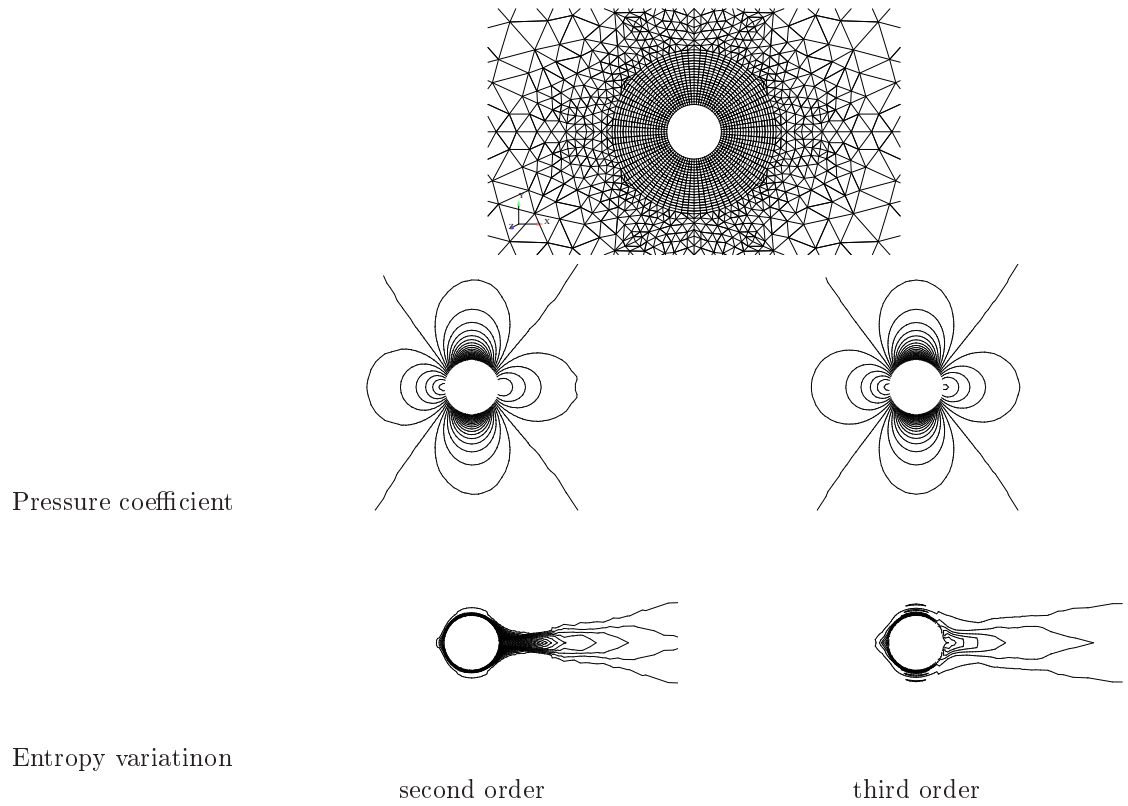 Y
X
Z
Pressure coefficient
Entropy variatinon
second order
third order